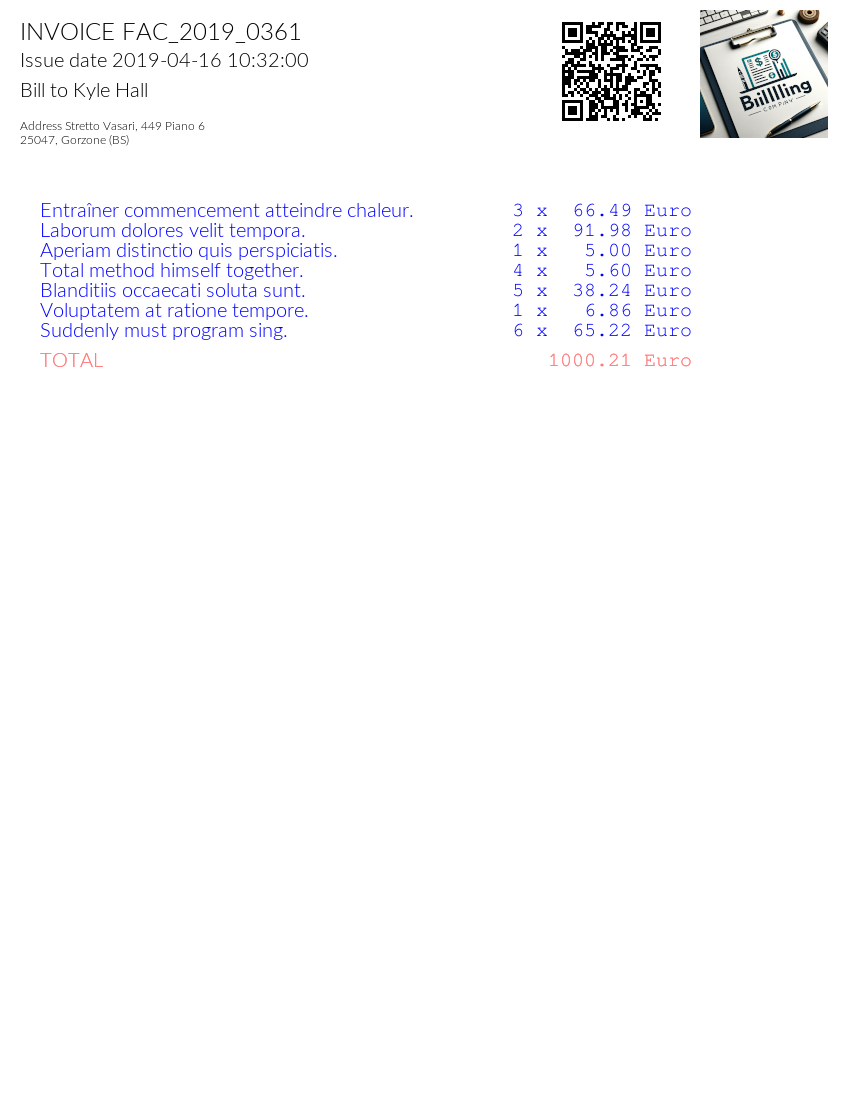 INVOICE FAC_2019_0361
Issue date 2019-04-16 10:32:00
Bill to Kyle Hall
Address Stretto Vasari, 449 Piano 6
25047, Gorzone (BS)
Biillling
COMPINY
Entraîner commencement atteindre chaleur. 3 x 66.49 Euro
Laborum dolores velit tempora. 2 x 91.98 Euro
Aperiam distinctio quis perspiciatis. 1 x 5.00 Euro
Total method himself together. 4 x 5.60 Euro
Blanditiis occaecati soluta sunt. 5 x 38.24 Euro
Voluptatem at ratione tempore. 1 x 6.86 Euro
Suddenly must program sing. 6 x 65.22 Euro
TOTAL 1000.21 Euro